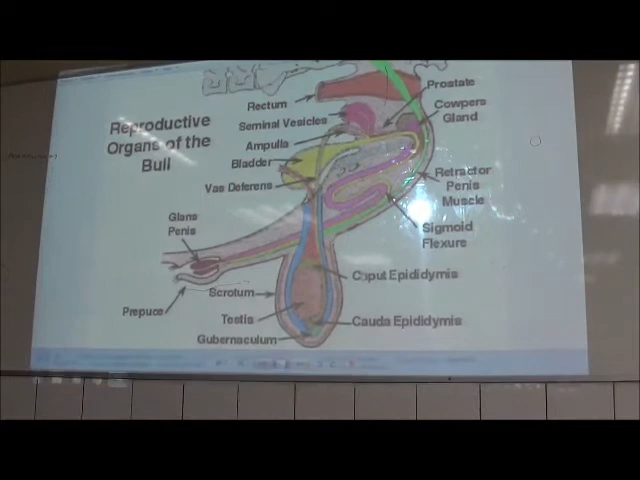 Reproductive
Organs of the
Bull
Rectum
Seminal Vesicles
Ampulla
Bladder
Vas Deferens
Prostate
Cowpers
Gland
Retractor
Penis
Muscle
Sigmoid
Flexure
Glans
Penis
Prepuce
Scrotum
Testis
Gubernaculum
Caput Epididymis
Cauda Epididymis